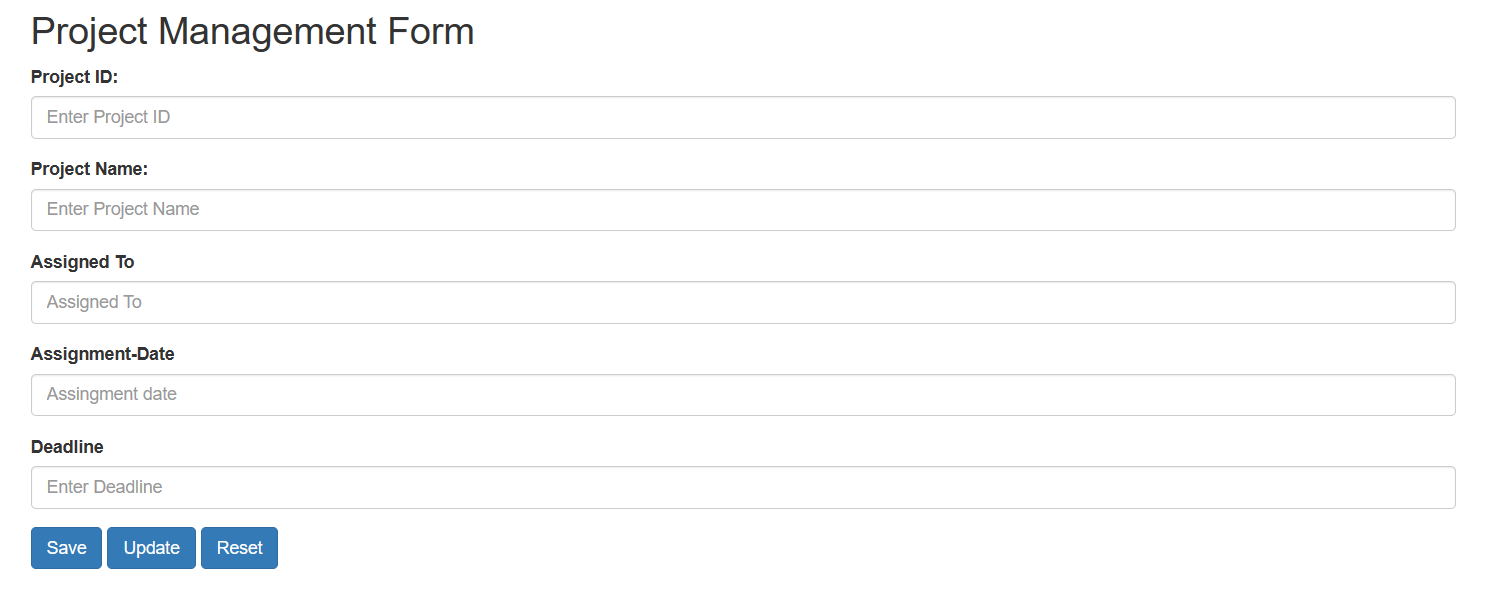 Project Management Form
Project ID:
Enter Project ID
Project Name:
Enter Project Name
Assigned To
Assigned To
Assignment-Date
Assingment date
Deadline
Enter Deadline
Save Update Reset